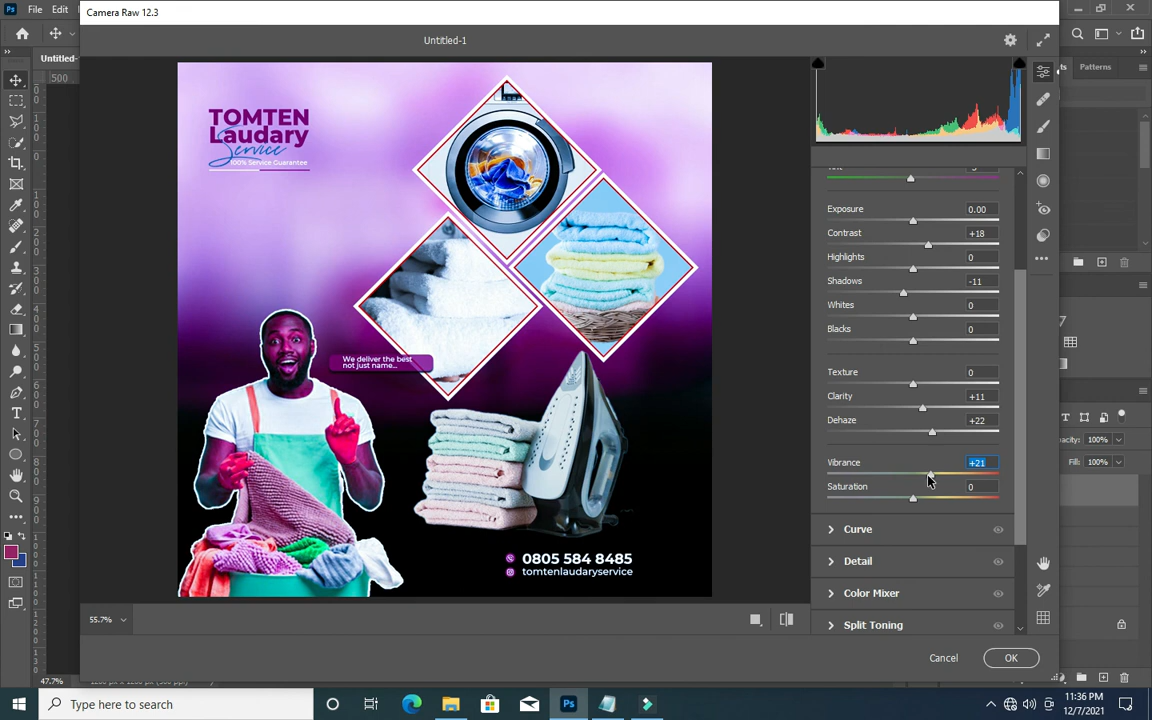 Camera Raw 12.3
File
Edit
Untitled-1
Untitled-
Patterns
500
TOMTEN
Laudary
Service
100% Service Guarantee
We deliver the best
not just name...
0805 584 8485
tomtenlaudaryservice
Exposure 0.00
Contrast +18
Highlights 0
Shadows -11
Whites 0
Blacks 0
Texture 0
Clarity +11
Dehaze +22
Vibrance +21
Saturation 0
Curve
Detail
Color Mixer
Split Toning
100%
Fill: 100%
55.7%
Cancel
OK
47.7%
Type here to search
11:36 PM
12/7/2021